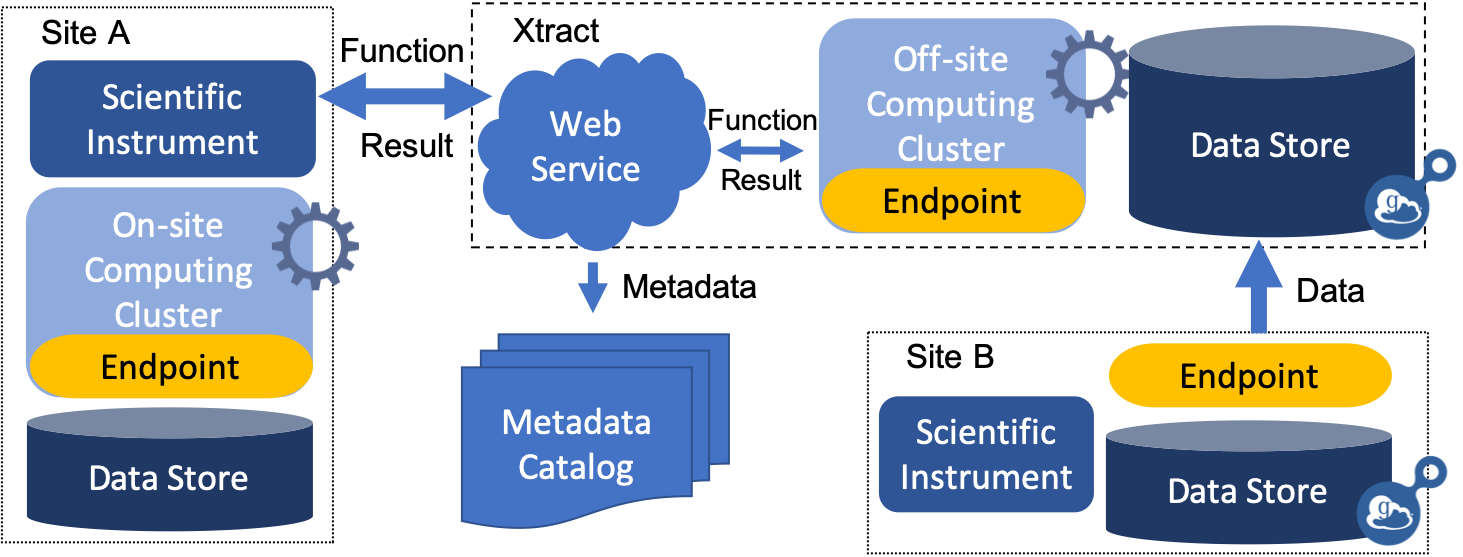 Site A
Scientific
Instrument
On-site
Computing
Cluster
Endpoint
Data Store
Function
Result
Xtract
Web
Service
Function
Result
Off-site
Computing
Cluster
Endpoint
Data Store
g
Metadata
Metadata
Catalog
Data
Site B
Endpoint
Scientific
Instrument
Data Store
g